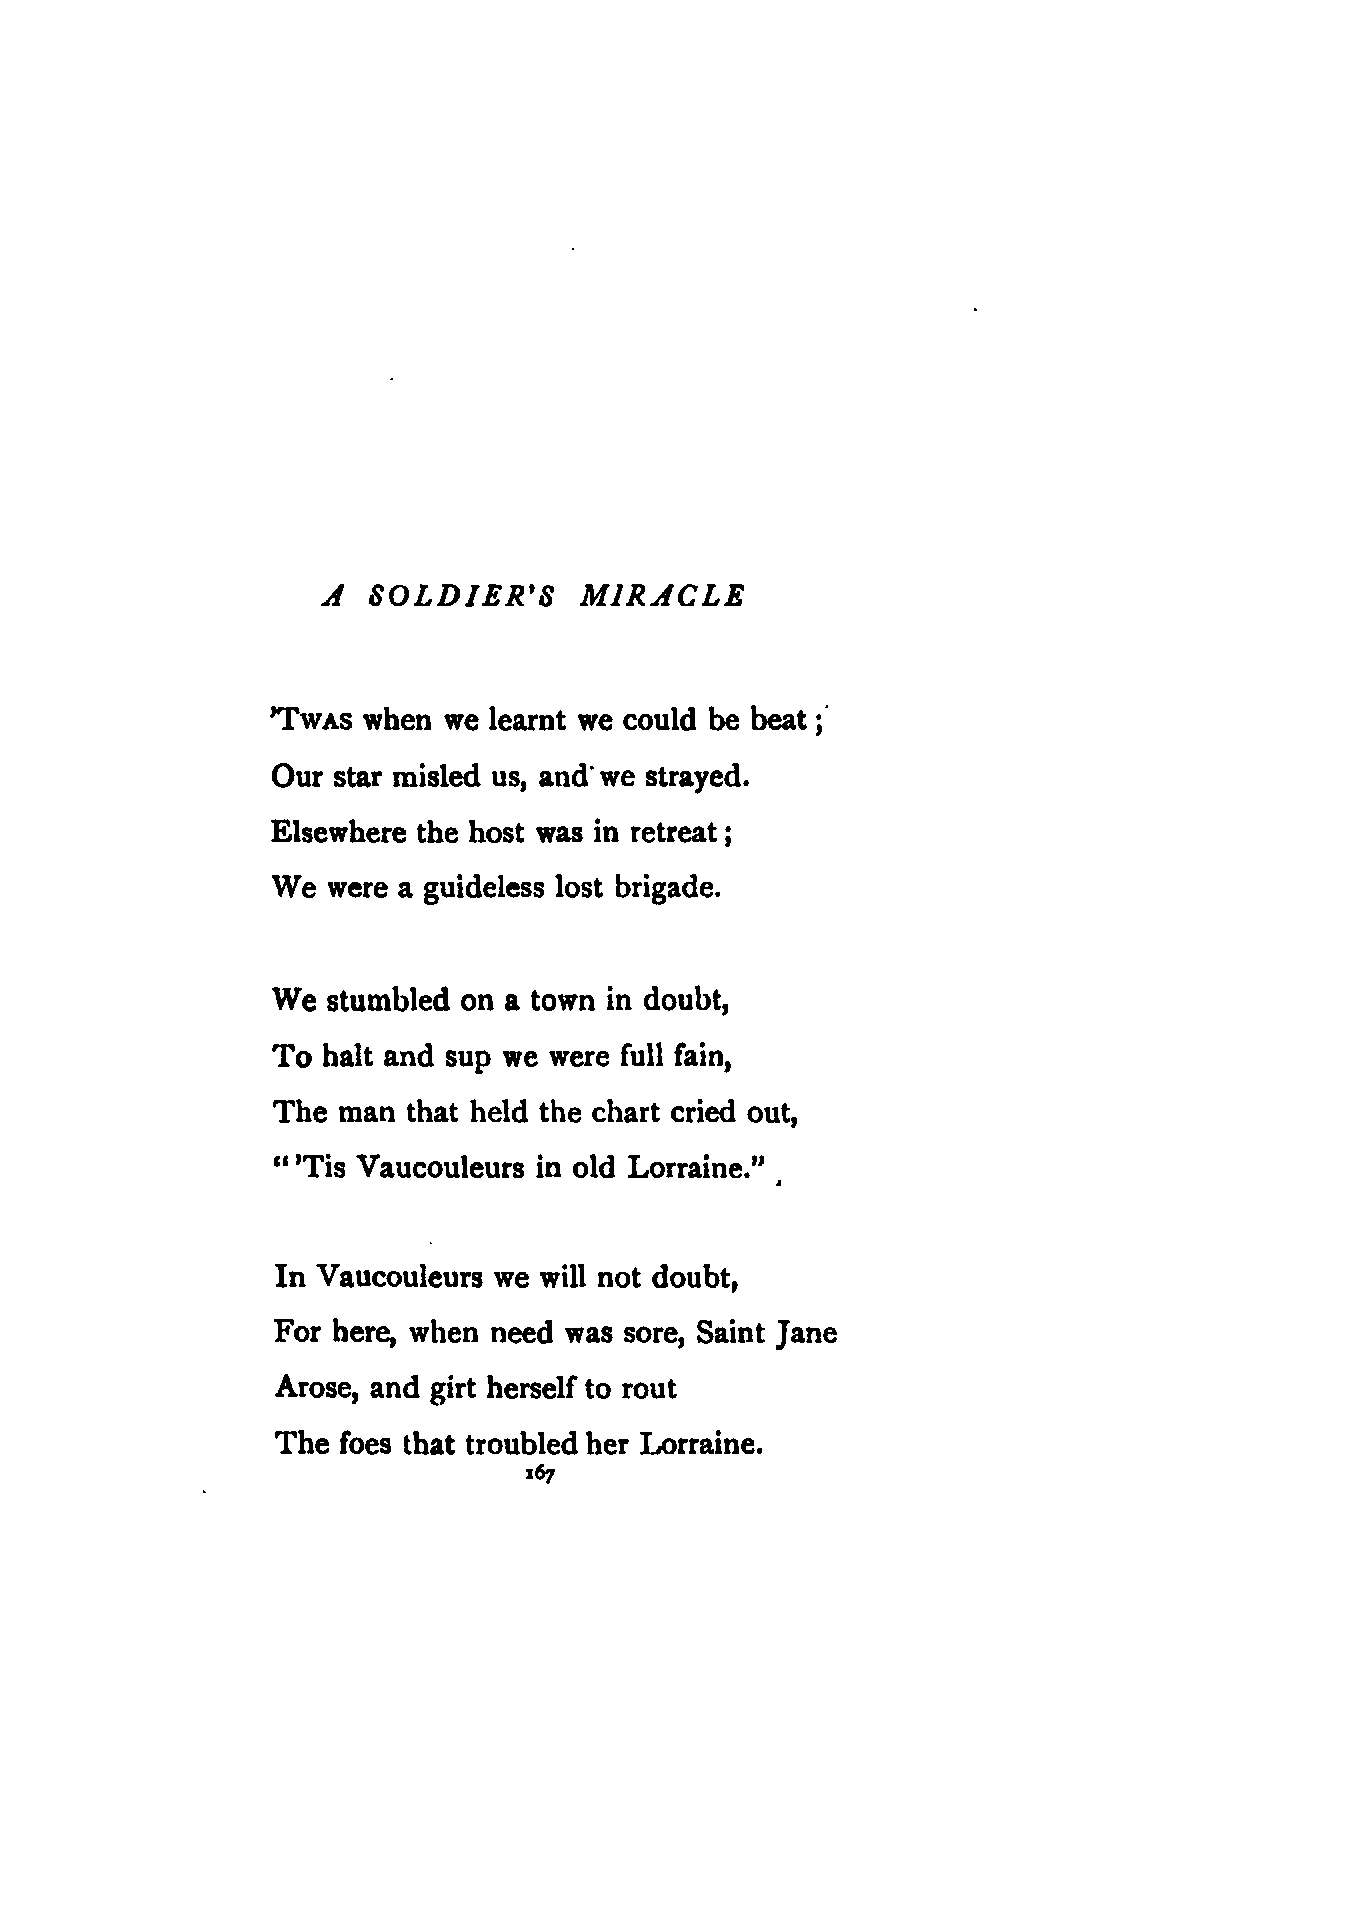 A SOLDIER'S MIRACLE
'TWAS when we learnt we could be beat;
Our star misled us, and we strayed.
Elsewhere the host was in retreat;
We were a guideless lost brigade.
We stumbled on a town in doubt,
To halt and sup we were full fain,
The man that held the chart cried out,
"'Tis Vaucouleurs in old Lorraine."
In Vaucouleurs we will not doubt,
For here, when need was sore, Saint Jane
Arose, and girt herself to rout
The foes that troubled her Lorraine.
167